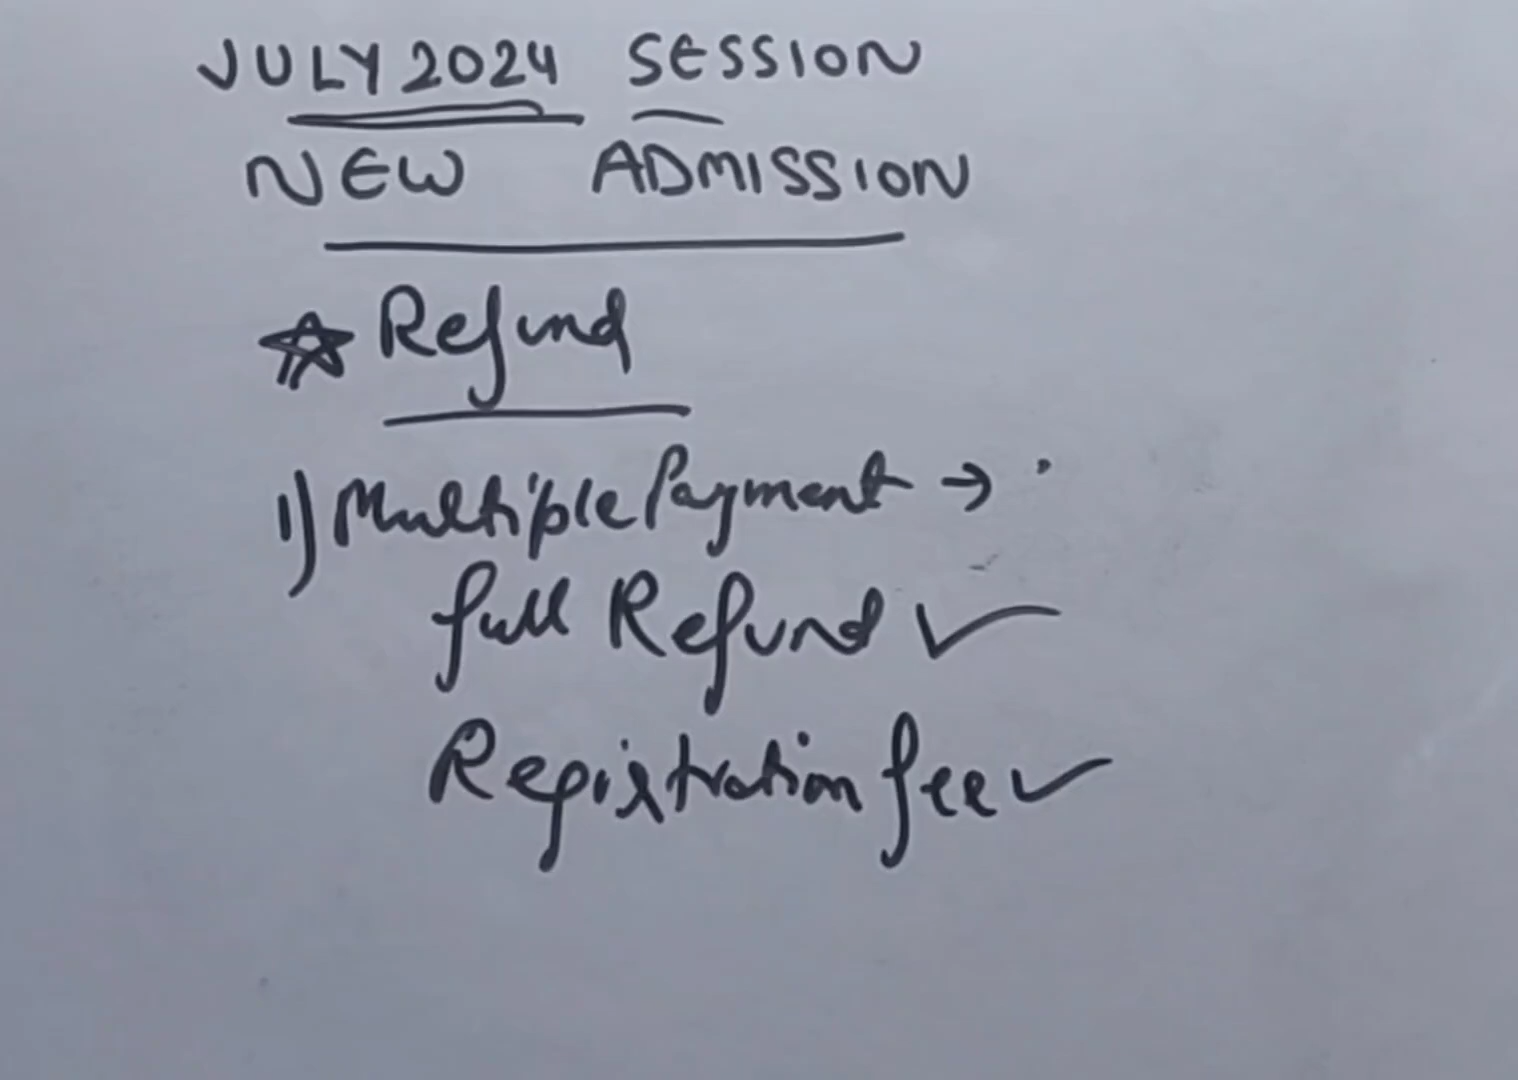 JULY 2024 SESSION
NEW ADMISSION
☆ Refund
1) Multiple Payment →
full Refund ✓
Registration fee ✓